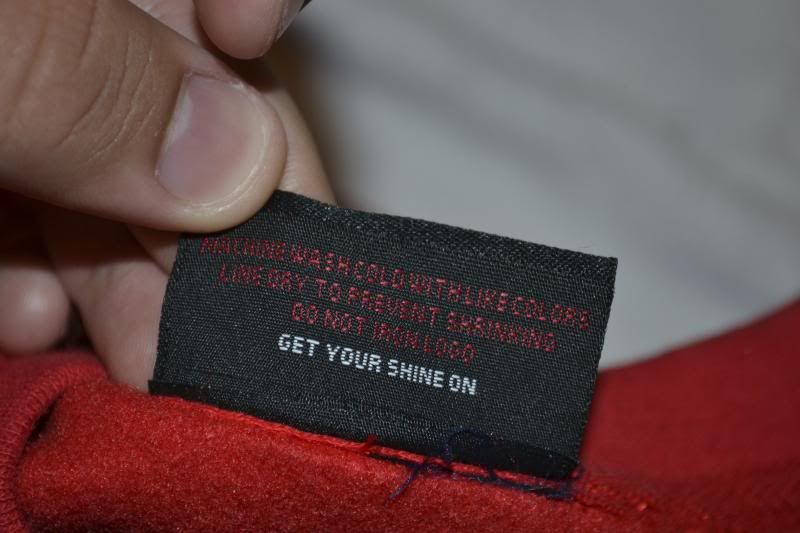 MACHINE WASH COLD WITH LIKE COLORS
LINE DRY TO PREVENT SHRINKING
DO NOT IRON LOGO
GET YOUR SHINE ON